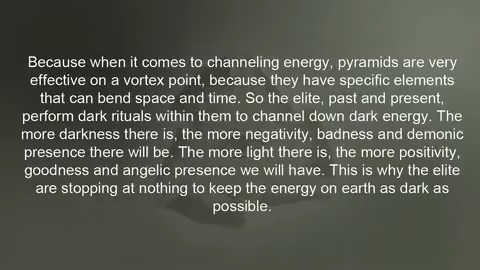 Because when it comes to channeling energy, pyramids are very
effective on a vortex point, because they have specific elements
that can bend space and time. So the elite, past and present,
perform dark rituals within them to channel down dark energy. The
more darkness there is, the more negativity, badness and demonic
presence there will be. The more light there is, the more positivity,
goodness and angelic presence we will have. This is why the elite
are stopping at nothing to keep the energy on earth as dark as
possible.